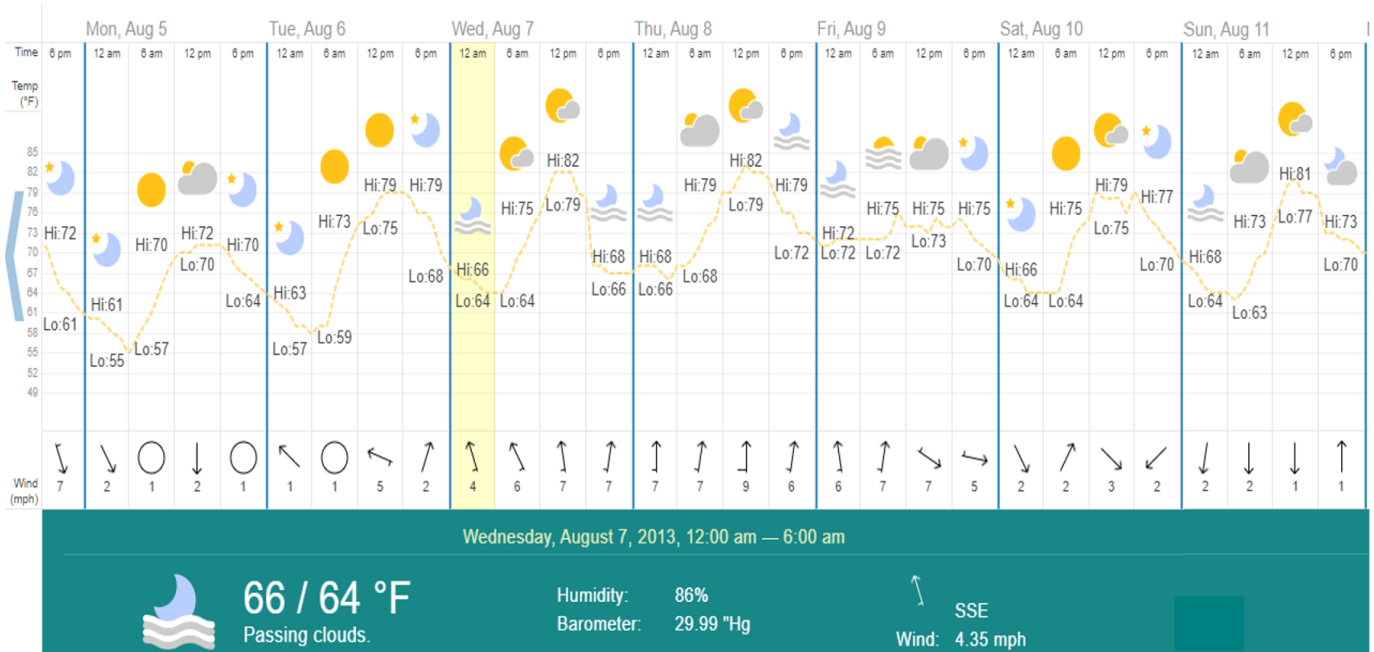 Mon, Aug 5 Tue, Aug 6 Wed, Aug 7 Thu, Aug 8 Fri, Aug 9 Sat, Aug 10 Sun, Aug 11
Time 6 pm 12 am 6 am 12 pm 6 pm 12 am 6 am 12 pm 6 pm 12 am 6 am 12 pm 6 pm 12 am 6 am 12 pm 6 pm 12 am 6 am 12 pm 6 pm 12 am 6 am 12 pm 6 pm 12 am 6 am 12 pm 6 pm
Temp
(°F)
85
82
79
76
73
70
67
64
61
58
55
52
49
Hi:72 Hi:61 Hi:70 Hi:72 Hi:70 Hi:63 Hi:73 Hi:79 Hi:79 Hi:66 Hi:75 Hi:82 Hi:68 Hi:68 Hi:79 Hi:82 Hi:79 Hi:72 Hi:75 Hi:75 Hi:75 Hi:66 Hi:75 Hi:79 Hi:77 Hi:68 Hi:73 Hi:81 Hi:73
Lo:61 Lo:55 Lo:57 Lo:70 Lo:64 Lo:57 Lo:59 Lo:75 Lo:68 Lo:64 Lo:64 Lo:79 Lo:66 Lo:66 Lo:68 Lo:79 Lo:72 Lo:72 Lo:72 Lo:73 Lo:70 Lo:64 Lo:64 Lo:75 Lo:70 Lo:64 Lo:63 Lo:77 Lo:70
Wind
(mph)
7 2 1 2 1 1 1 5 2 4 6 7 7 7 7 9 6 6 7 7 5 2 2 3 2 2 2 1 1
Wednesday, August 7, 2013, 12:00 am — 6:00 am
66 / 64 °F
Passing clouds.
Humidity: 86%
Barometer: 29.99 "Hg
SSE
Wind: 4.35 mph